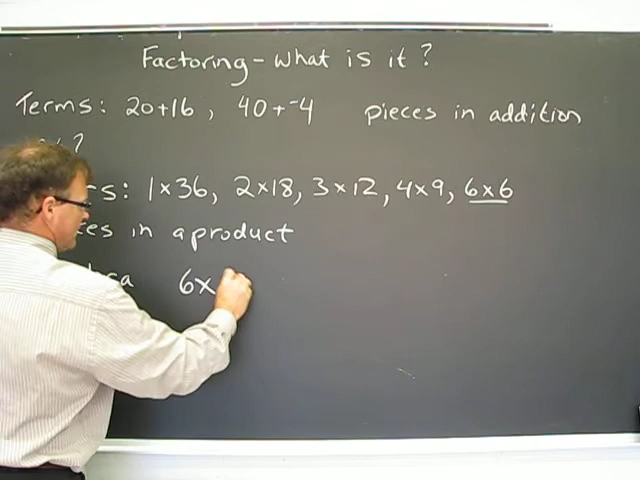 Factoring - What is it?
Terms: 20+16, 40+⁻4 pieces in addition
?
s: 1×36, 2×18, 3×12, 4×9, 6×6
es in a product
6x